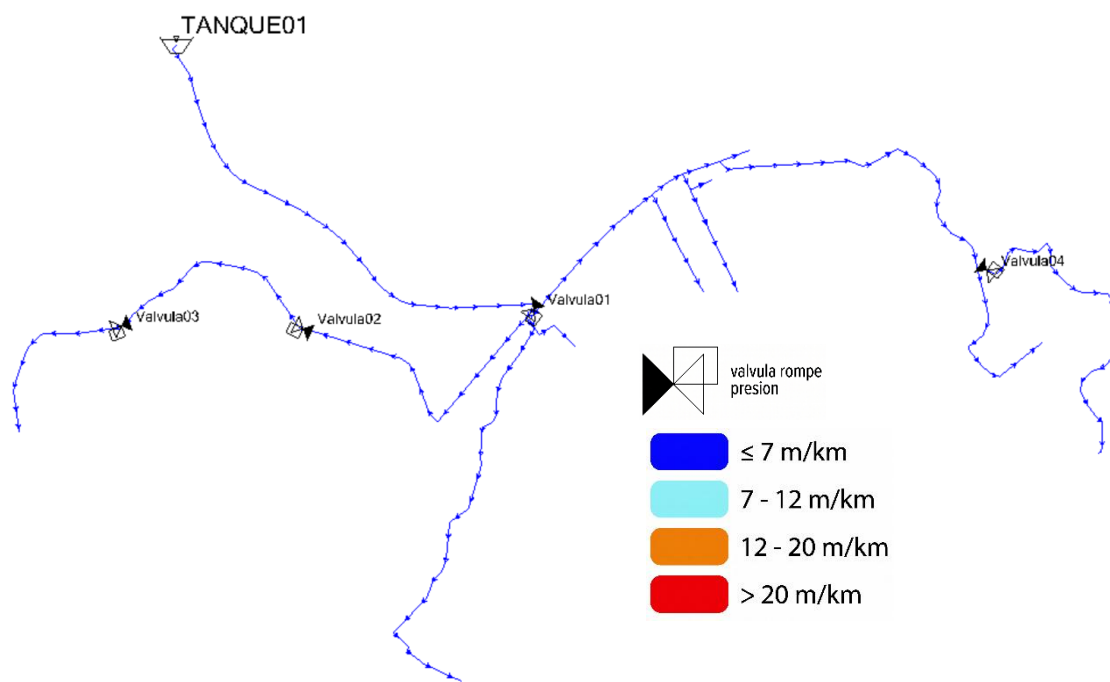 TANQUE01
Valvula04
Valvula01
Valvula03
Valvula02
valvula rompe
presion
≤ 7 m/km
7 - 12 m/km
12 - 20 m/km
> 20 m/km